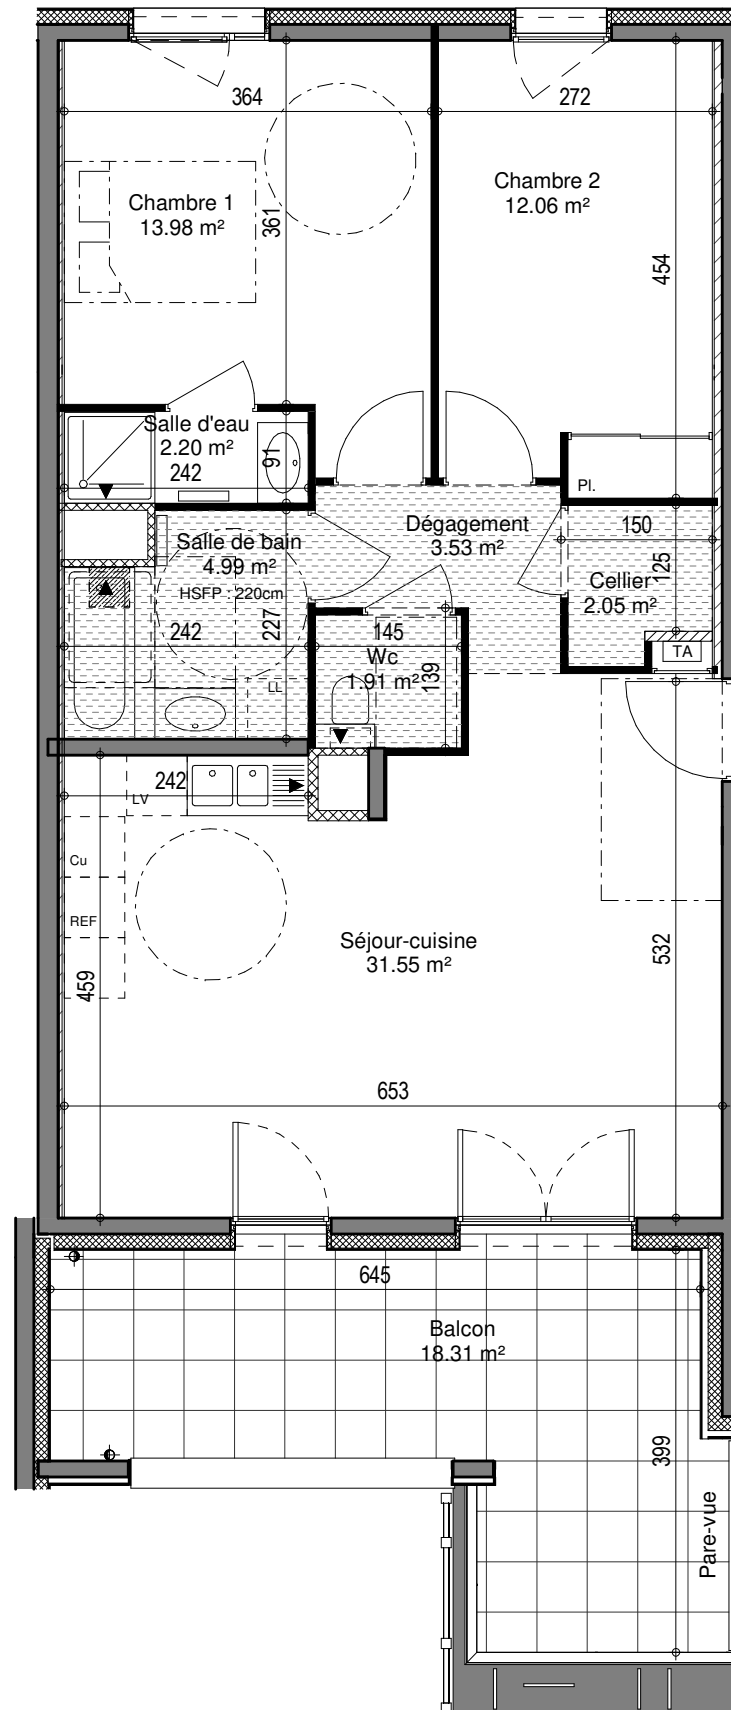 364
272
Chambre 1
13.98 m²
361
Chambre 2
12.06 m²
454
Salle d'eau
2.20 m²
242
91
Pl.
Salle de bain
4.99 m²
HSFP : 220cm
242
227
LL
Dégagement
3.53 m²
150
125
Cellier
2.05 m²
TA
145
Wc
1.91 m²
139
242
LV
Cu
REF
459
Séjour-cuisine
31.55 m²
532
653
645
Balcon
18.31 m²
399
Pare-vue